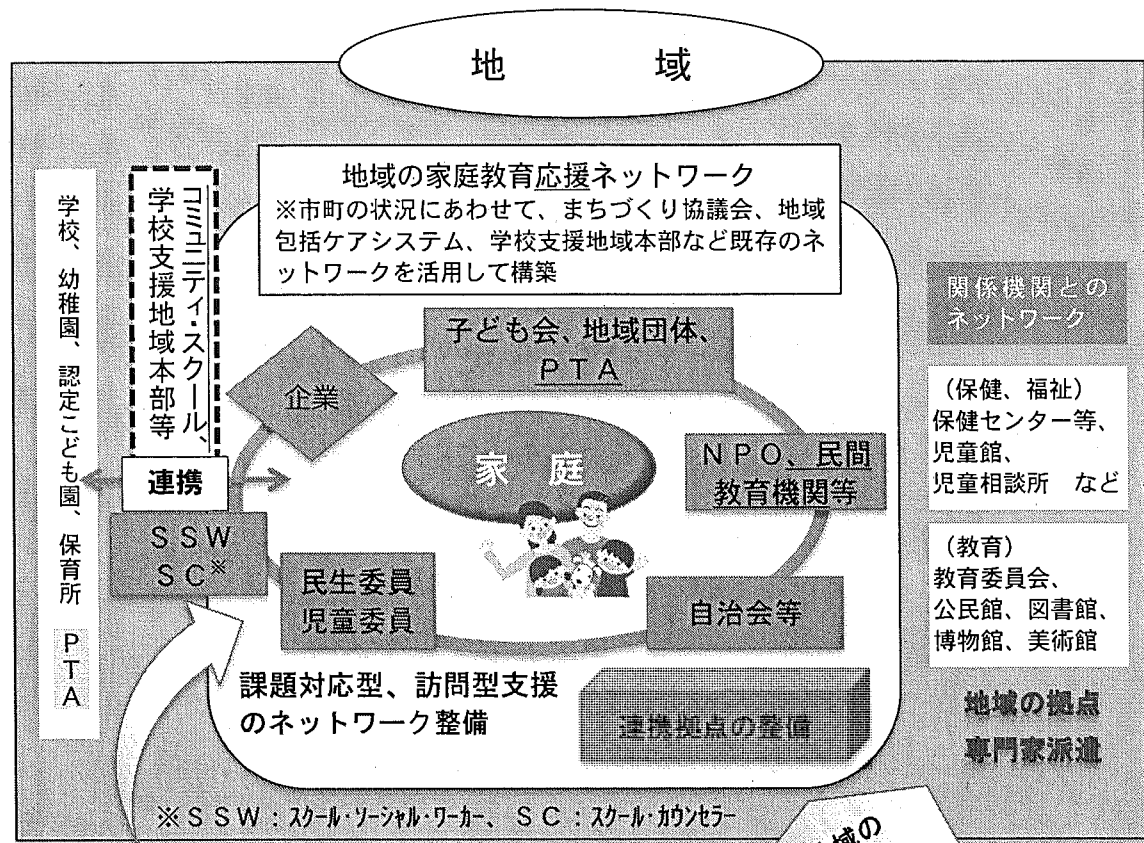 地　域
地域の家庭教育応援ネットワーク
※市町の状況にあわせて、まちづくり協議会、地域
包括ケアシステム、学校支援地域本部など既存のネ
ットワークを活用して構築
学校、幼稚園、認定こども園、保育所　PTA
コミュニティ・スクール、
学校支援地域本部等
連携
SSW
SC※
企業
子ども会、地域団体、
PTA
家　庭
NPO、民間
教育機関等
民生委員
児童委員
自治会等
課題対応型、訪問型支援
のネットワーク整備
連携拠点の整備
関係機関との
ネットワーク
（保健、福祉）
保健センター等、
児童館、
児童相談所　など
（教育）
教育委員会、
公民館、図書館、
博物館、美術館
地域の拠点
専門家派遣
※SSW：スクール・ソーシャル・ワーカー、SC：スクール・カウンセラー
域の